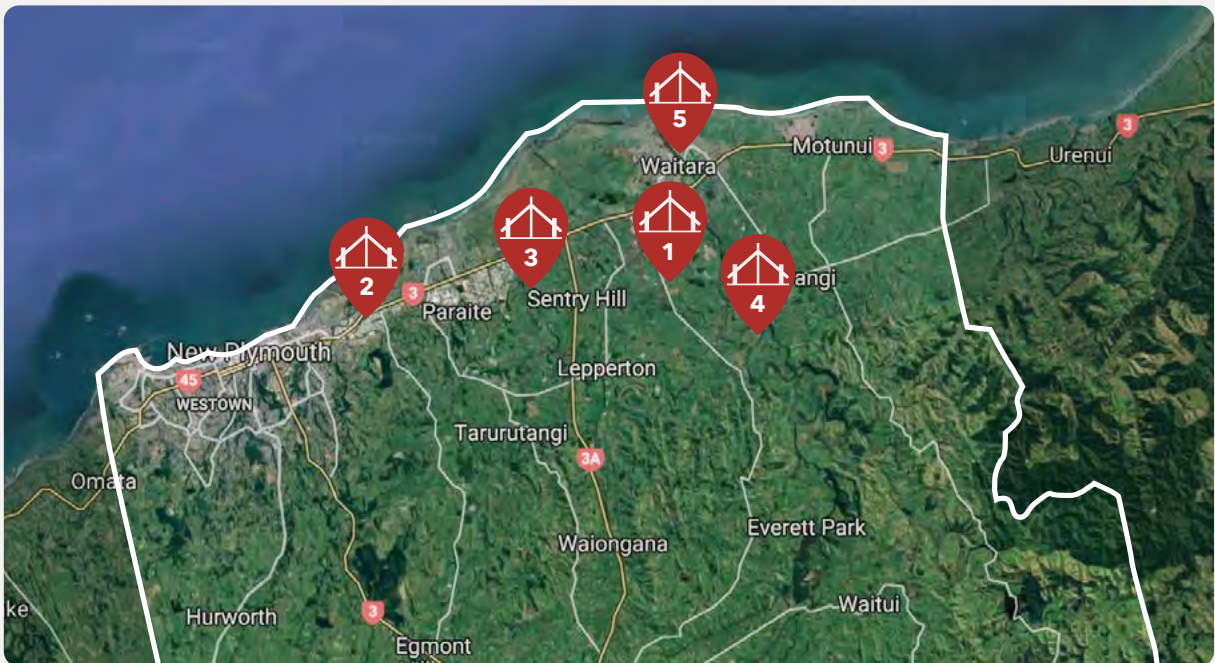 5
3
Motunui 3
Urenui
Waitara
2
3
1
4
angi
3
Paraite
Sentry Hill
New Plymouth
45
WESTOWN
Lepperton
Tarurutangi
3A
Omata
Everett Park
Waiongana
ke
3
Hurworth
Waitui
Egmont